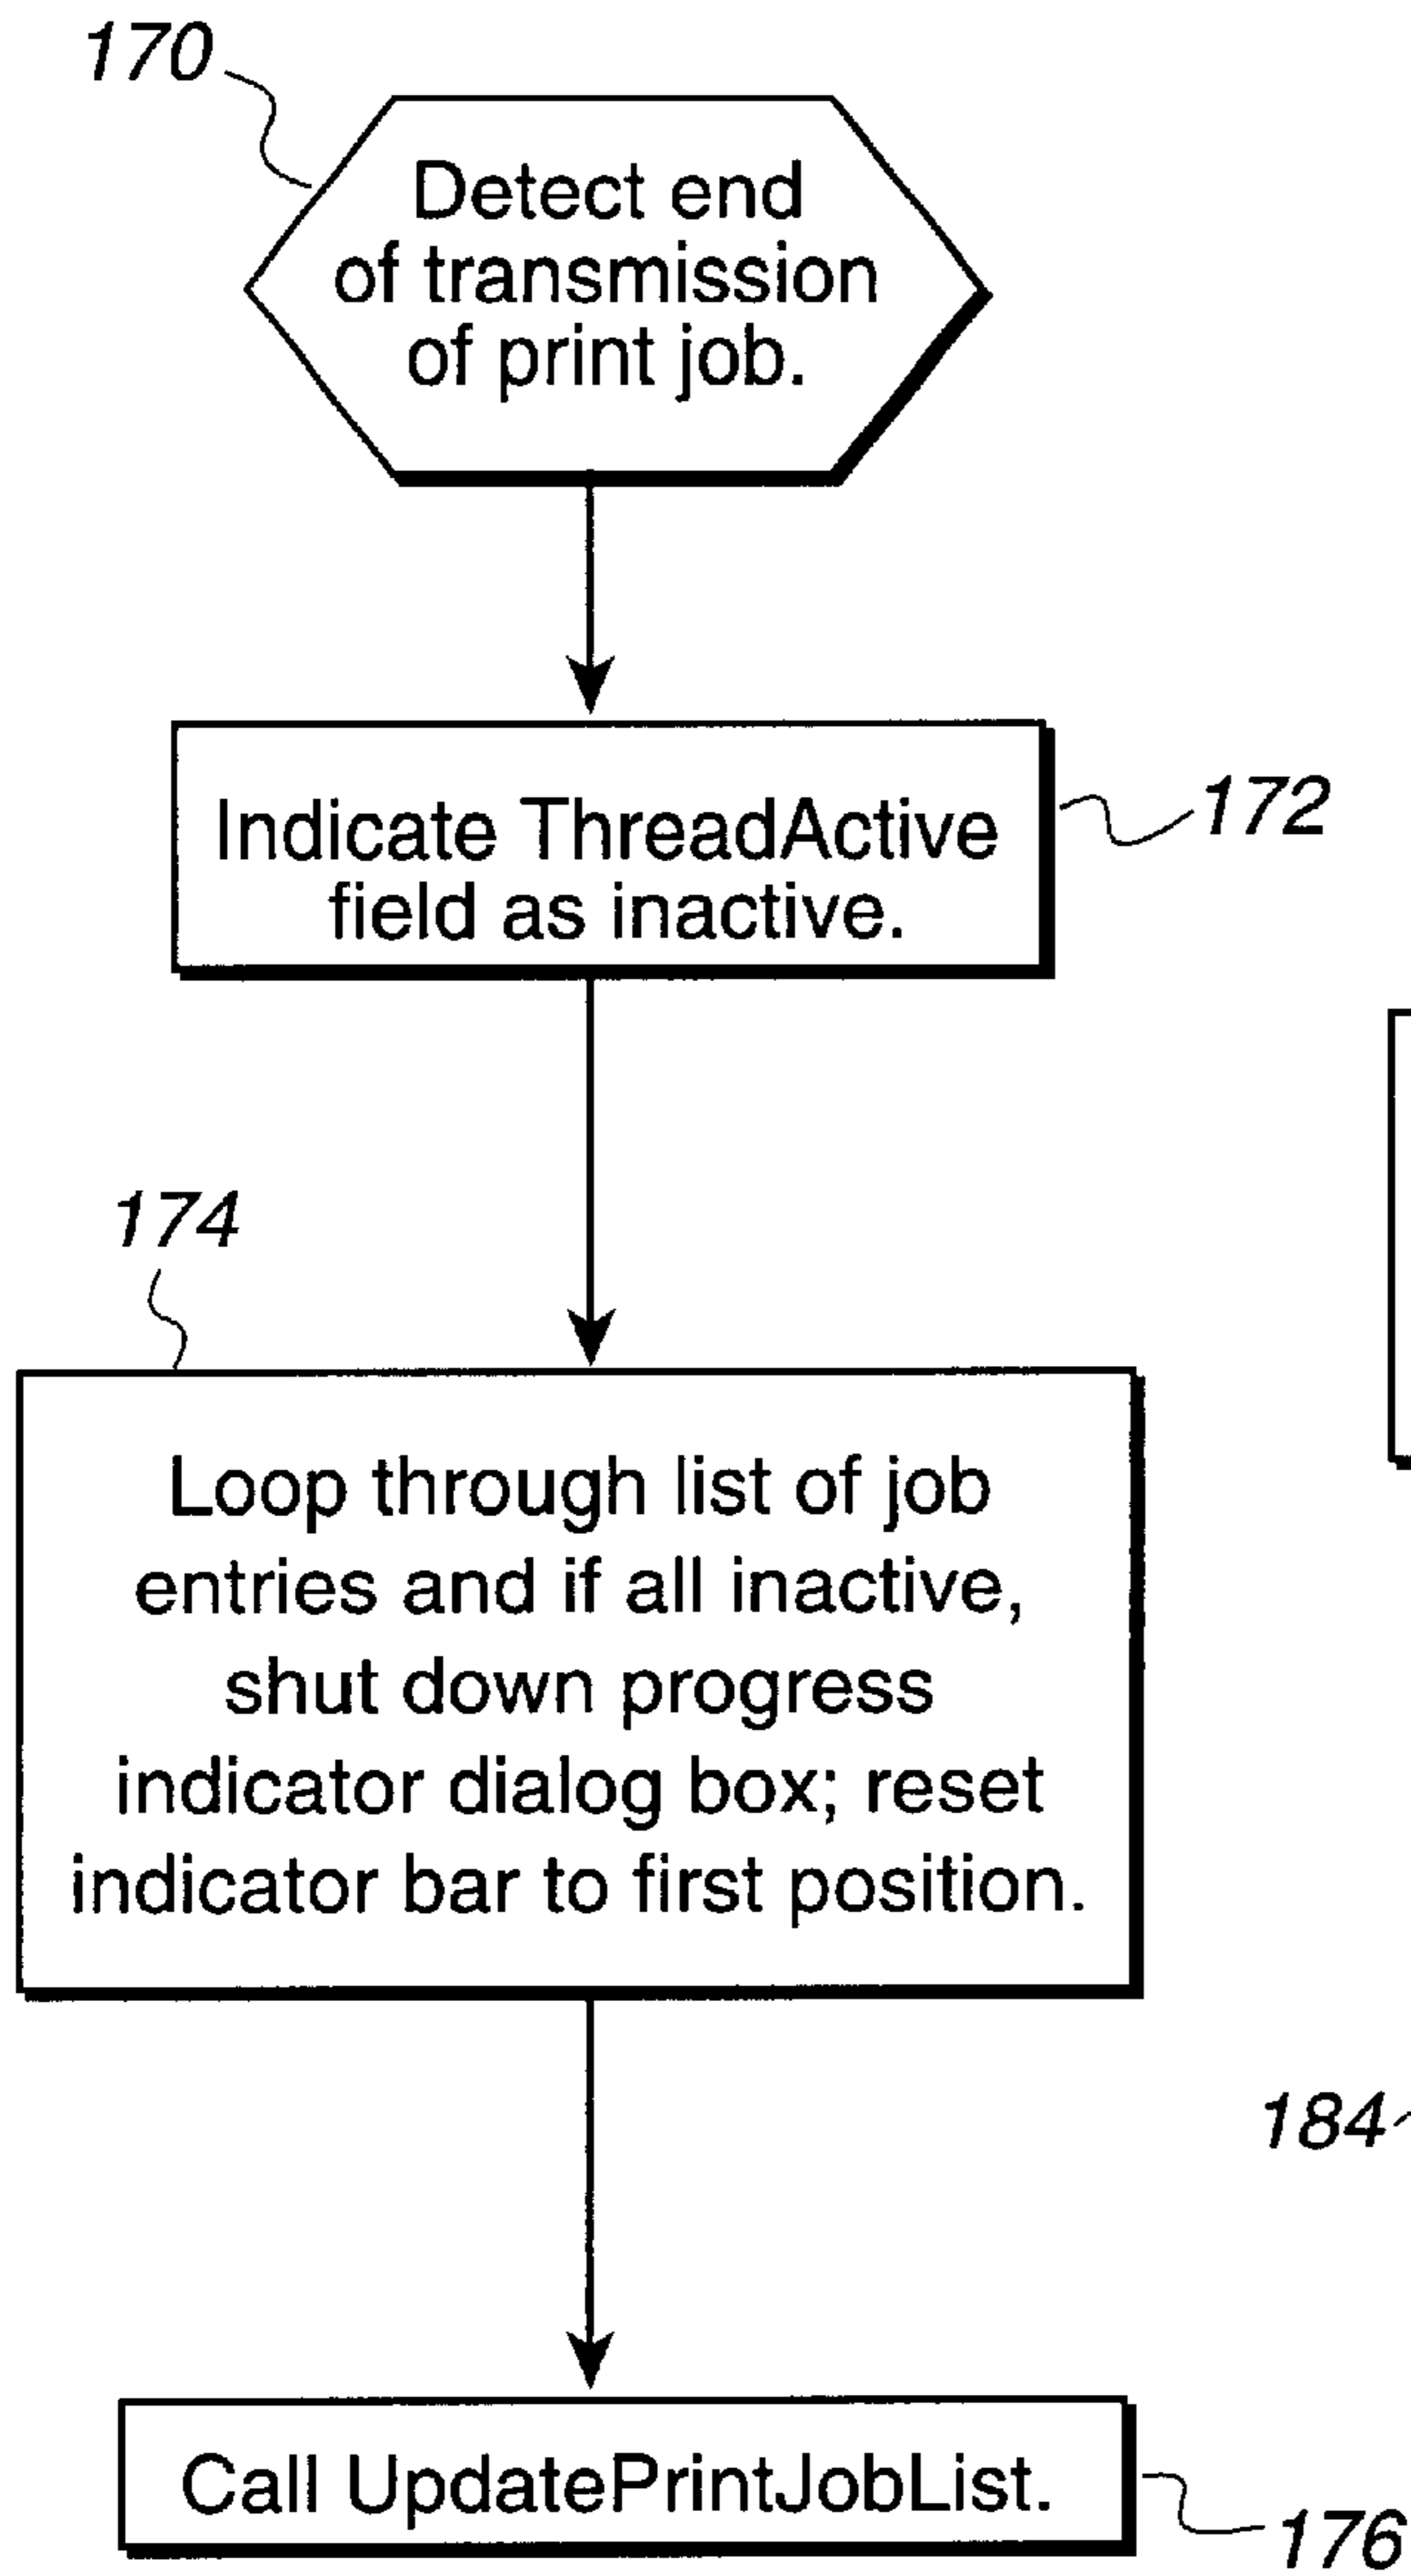 170
Detect end
of transmission
of print job.
Indicate ThreadActive
field as inactive.
172
174
Loop through list of job
entries and if all inactive,
shut down progress
indicator dialog box; reset
indicator bar to first position.
184
Call UpdatePrintJobList.
176